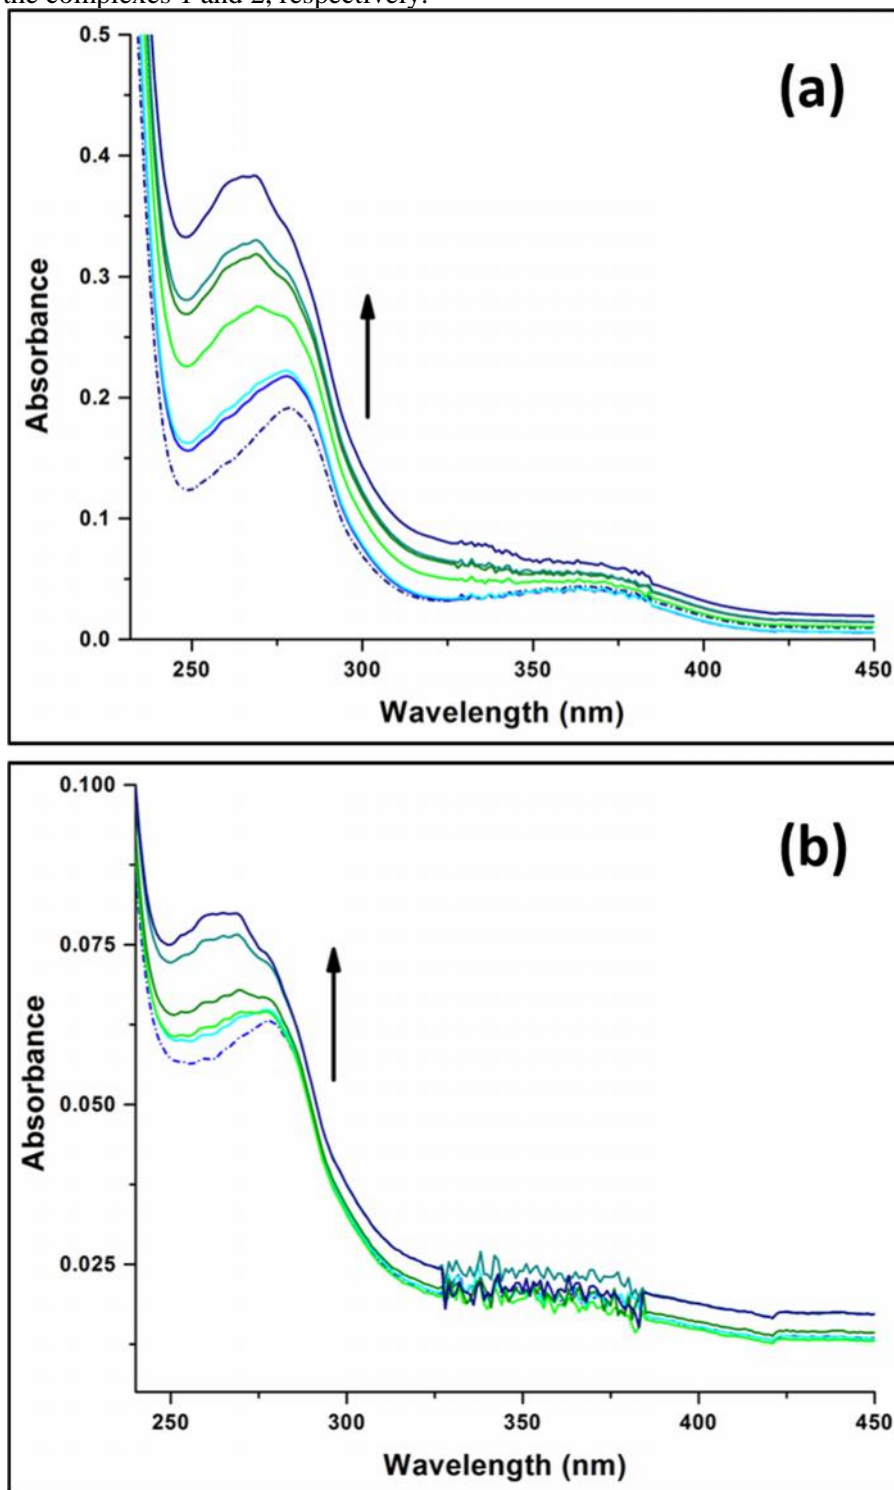 the complexes 1 and 2, respectively.
(a)
0.5
0.4
0.3
0.2
0.1
0.0
Absorbance
250 300 350 400 450
Wavelength (nm)
(b)
0.100
0.075
0.050
0.025
Absorbance
250 300 350 400 450
Wavelength (nm)